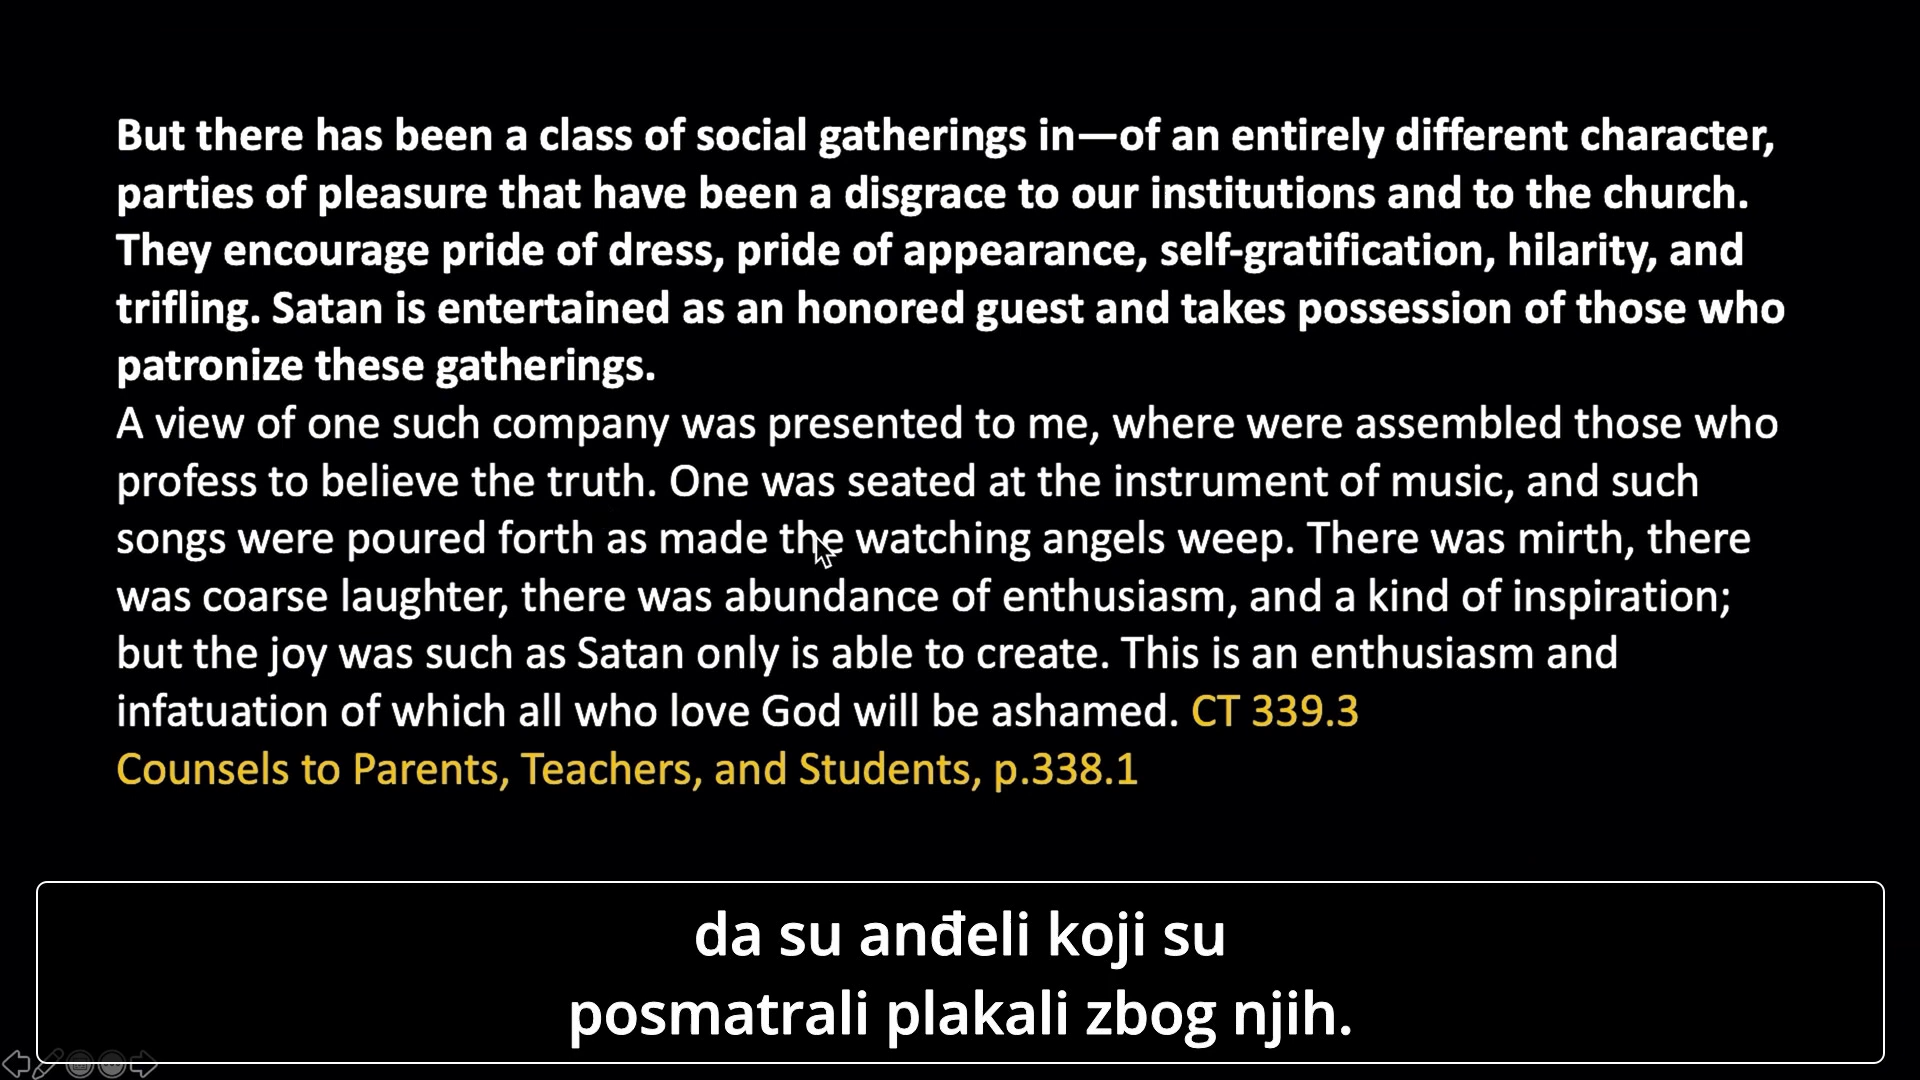 But there has been a class of social gatherings in—of an entirely different character,
parties of pleasure that have been a disgrace to our institutions and to the church.
They encourage pride of dress, pride of appearance, self-gratification, hilarity, and
trifling. Satan is entertained as an honored guest and takes possession of those who
patronize these gatherings.
A view of one such company was presented to me, where were assembled those who
profess to believe the truth. One was seated at the instrument of music, and such
songs were poured forth as made the watching angels weep. There was mirth, there
was coarse laughter, there was abundance of enthusiasm, and a kind of inspiration;
but the joy was such as Satan only is able to create. This is an enthusiasm and
infatuation of which all who love God will be ashamed. CT 339.3
Counsels to Parents, Teachers, and Students, p.338.1
da su anđeli koji su
posmatrali plakali zbog njih.